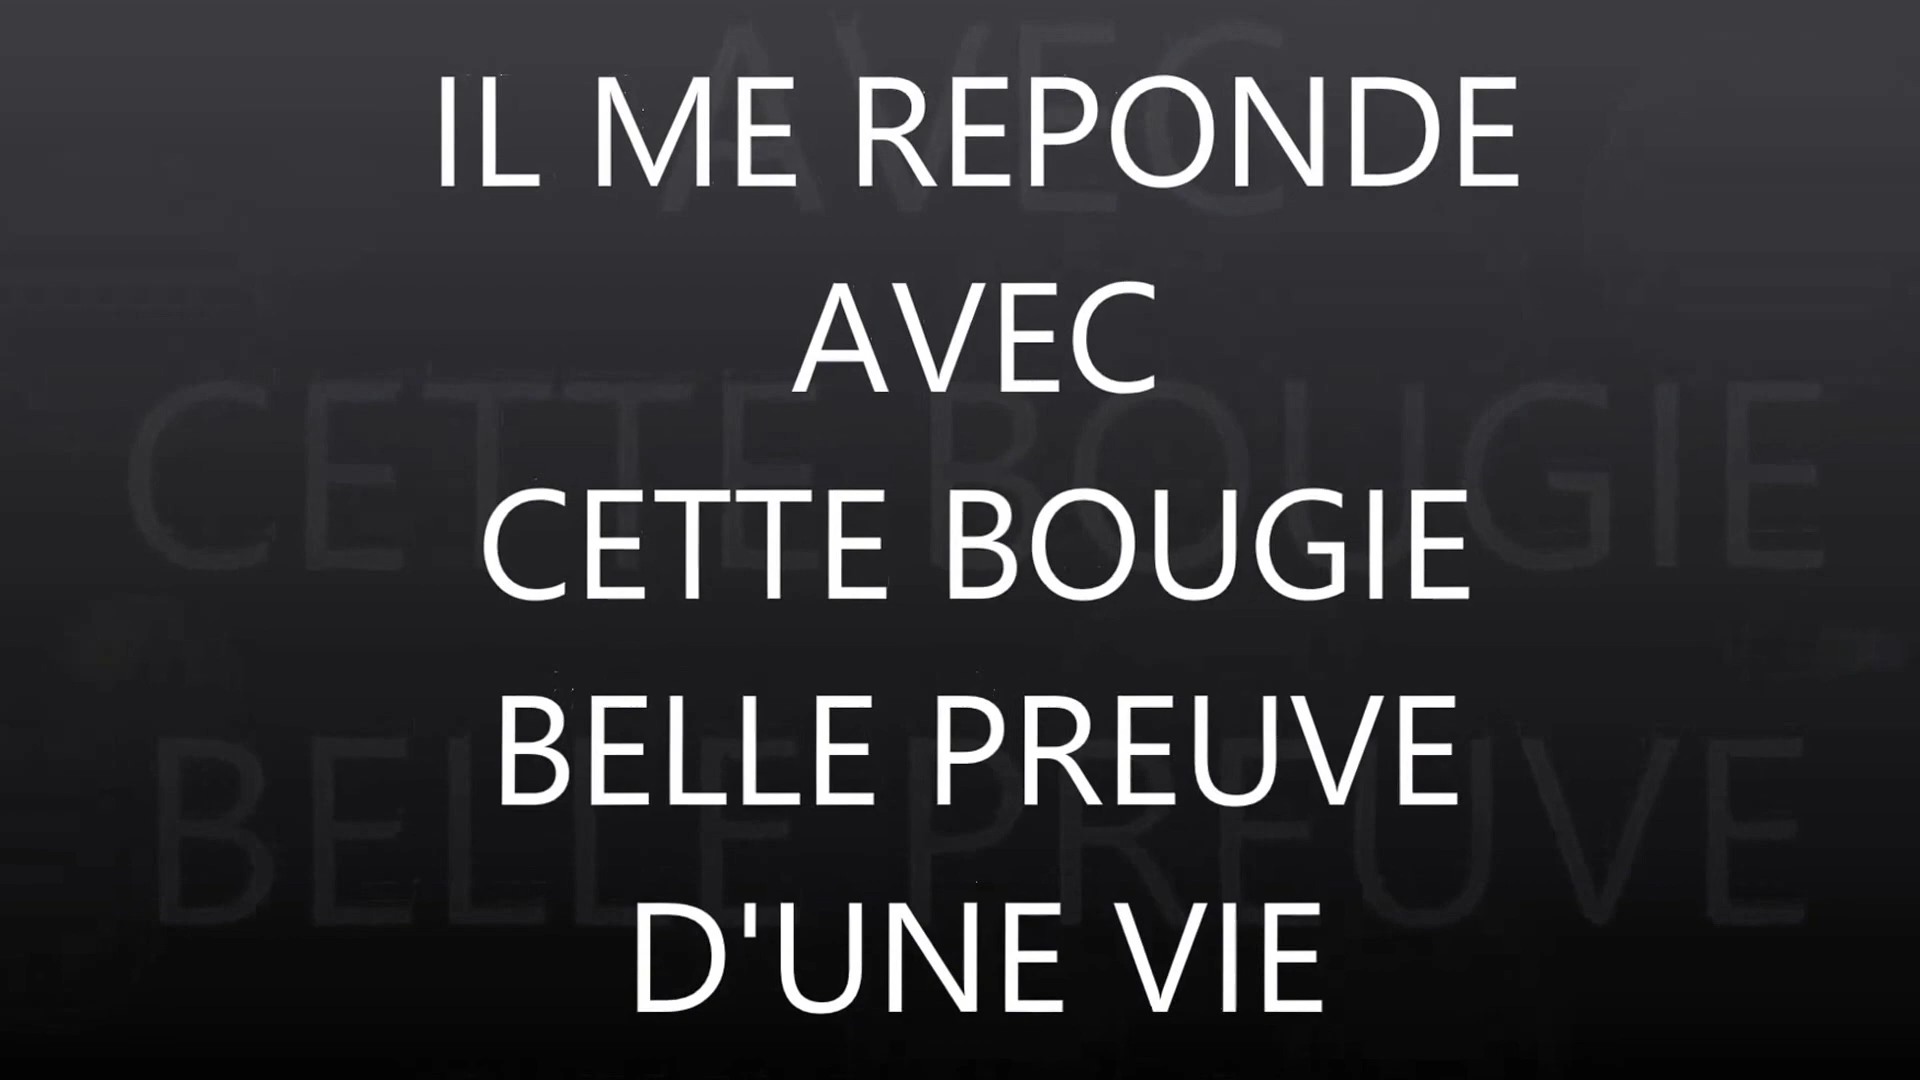 IL ME REPONDE
AVEC
CETTE BOUGIE
BELLE PREUVE
D'UNE VIE